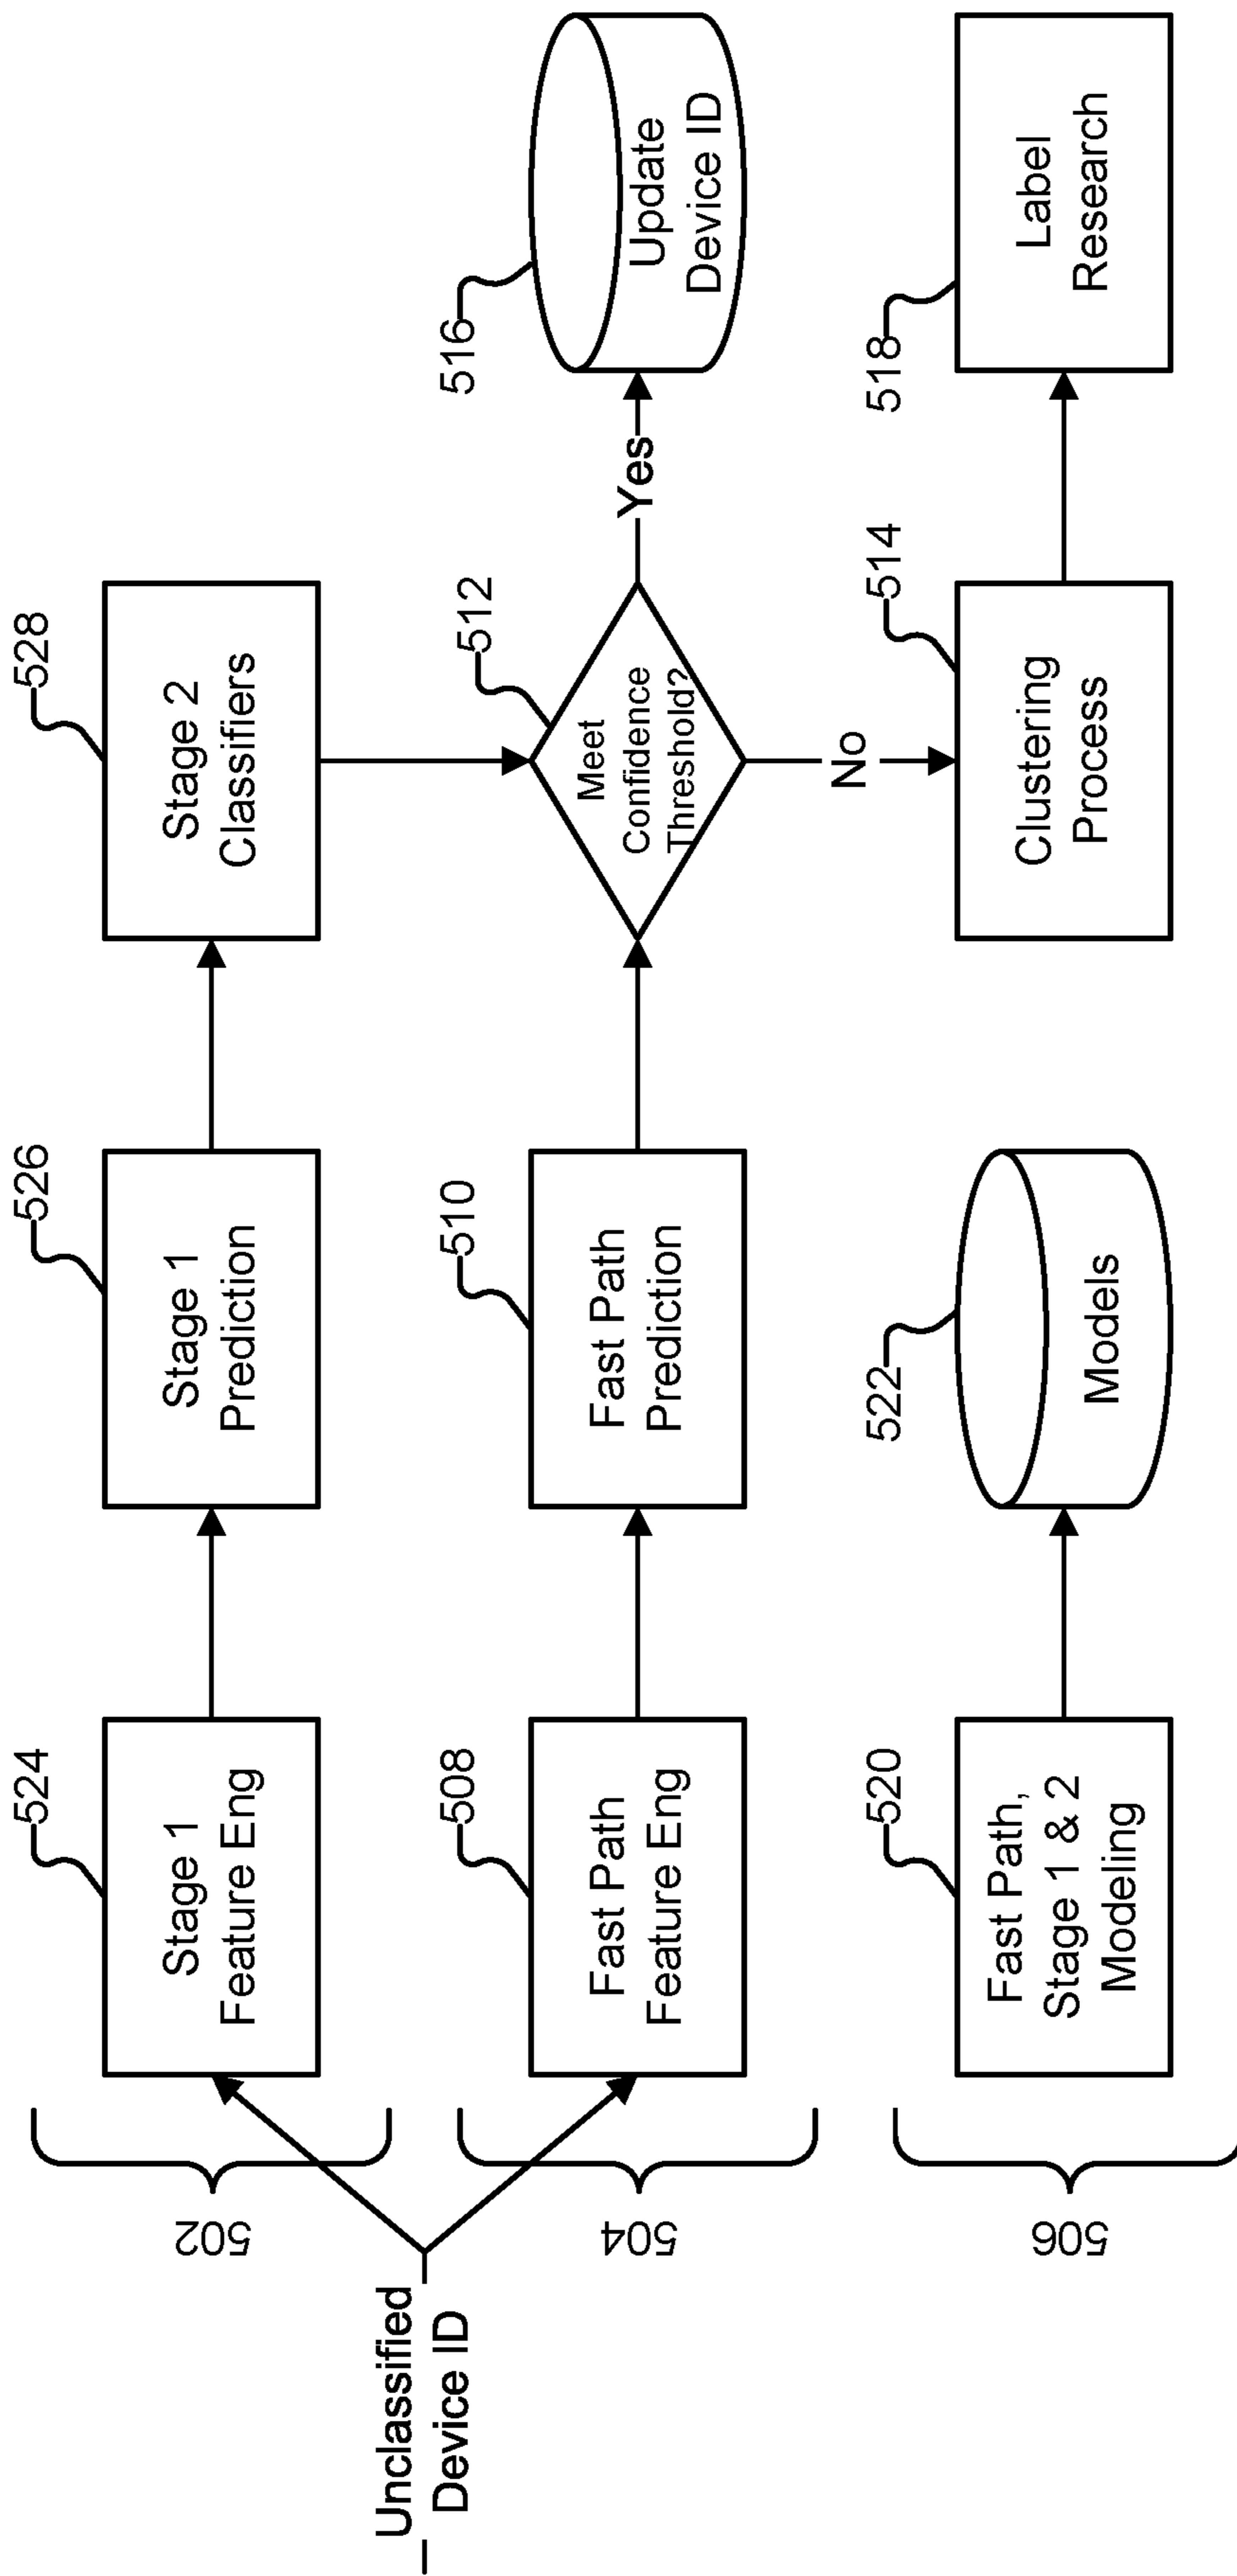 524
Stage 1
Feature Eng
526
Stage 1
Prediction
528
Stage 2
Classifiers
502
Unclassified
Device ID
504
508
Fast Path
Feature Eng
510
Fast Path
Prediction
512
Meet
Confidence
Threshold?
Yes
516
Update
Device ID
No
506
520
Fast Path,
Stage 1 & 2
Modeling
522
Models
514
Clustering
Process
518
Label
Research